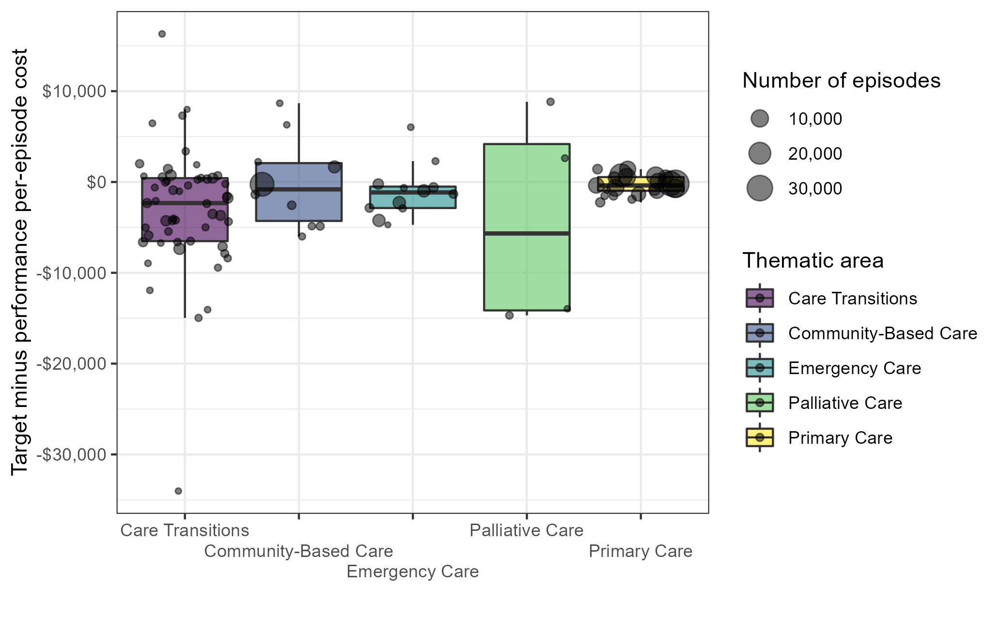 Target minus performance per-episode cost
$10,000
$0
-$10,000
-$20,000
-$30,000
Care Transitions
Community-Based Care
Emergency Care
Palliative Care
Primary Care
Number of episodes
10,000
20,000
30,000
Thematic area
Care Transitions
Community-Based Care
Emergency Care
Palliative Care
Primary Care